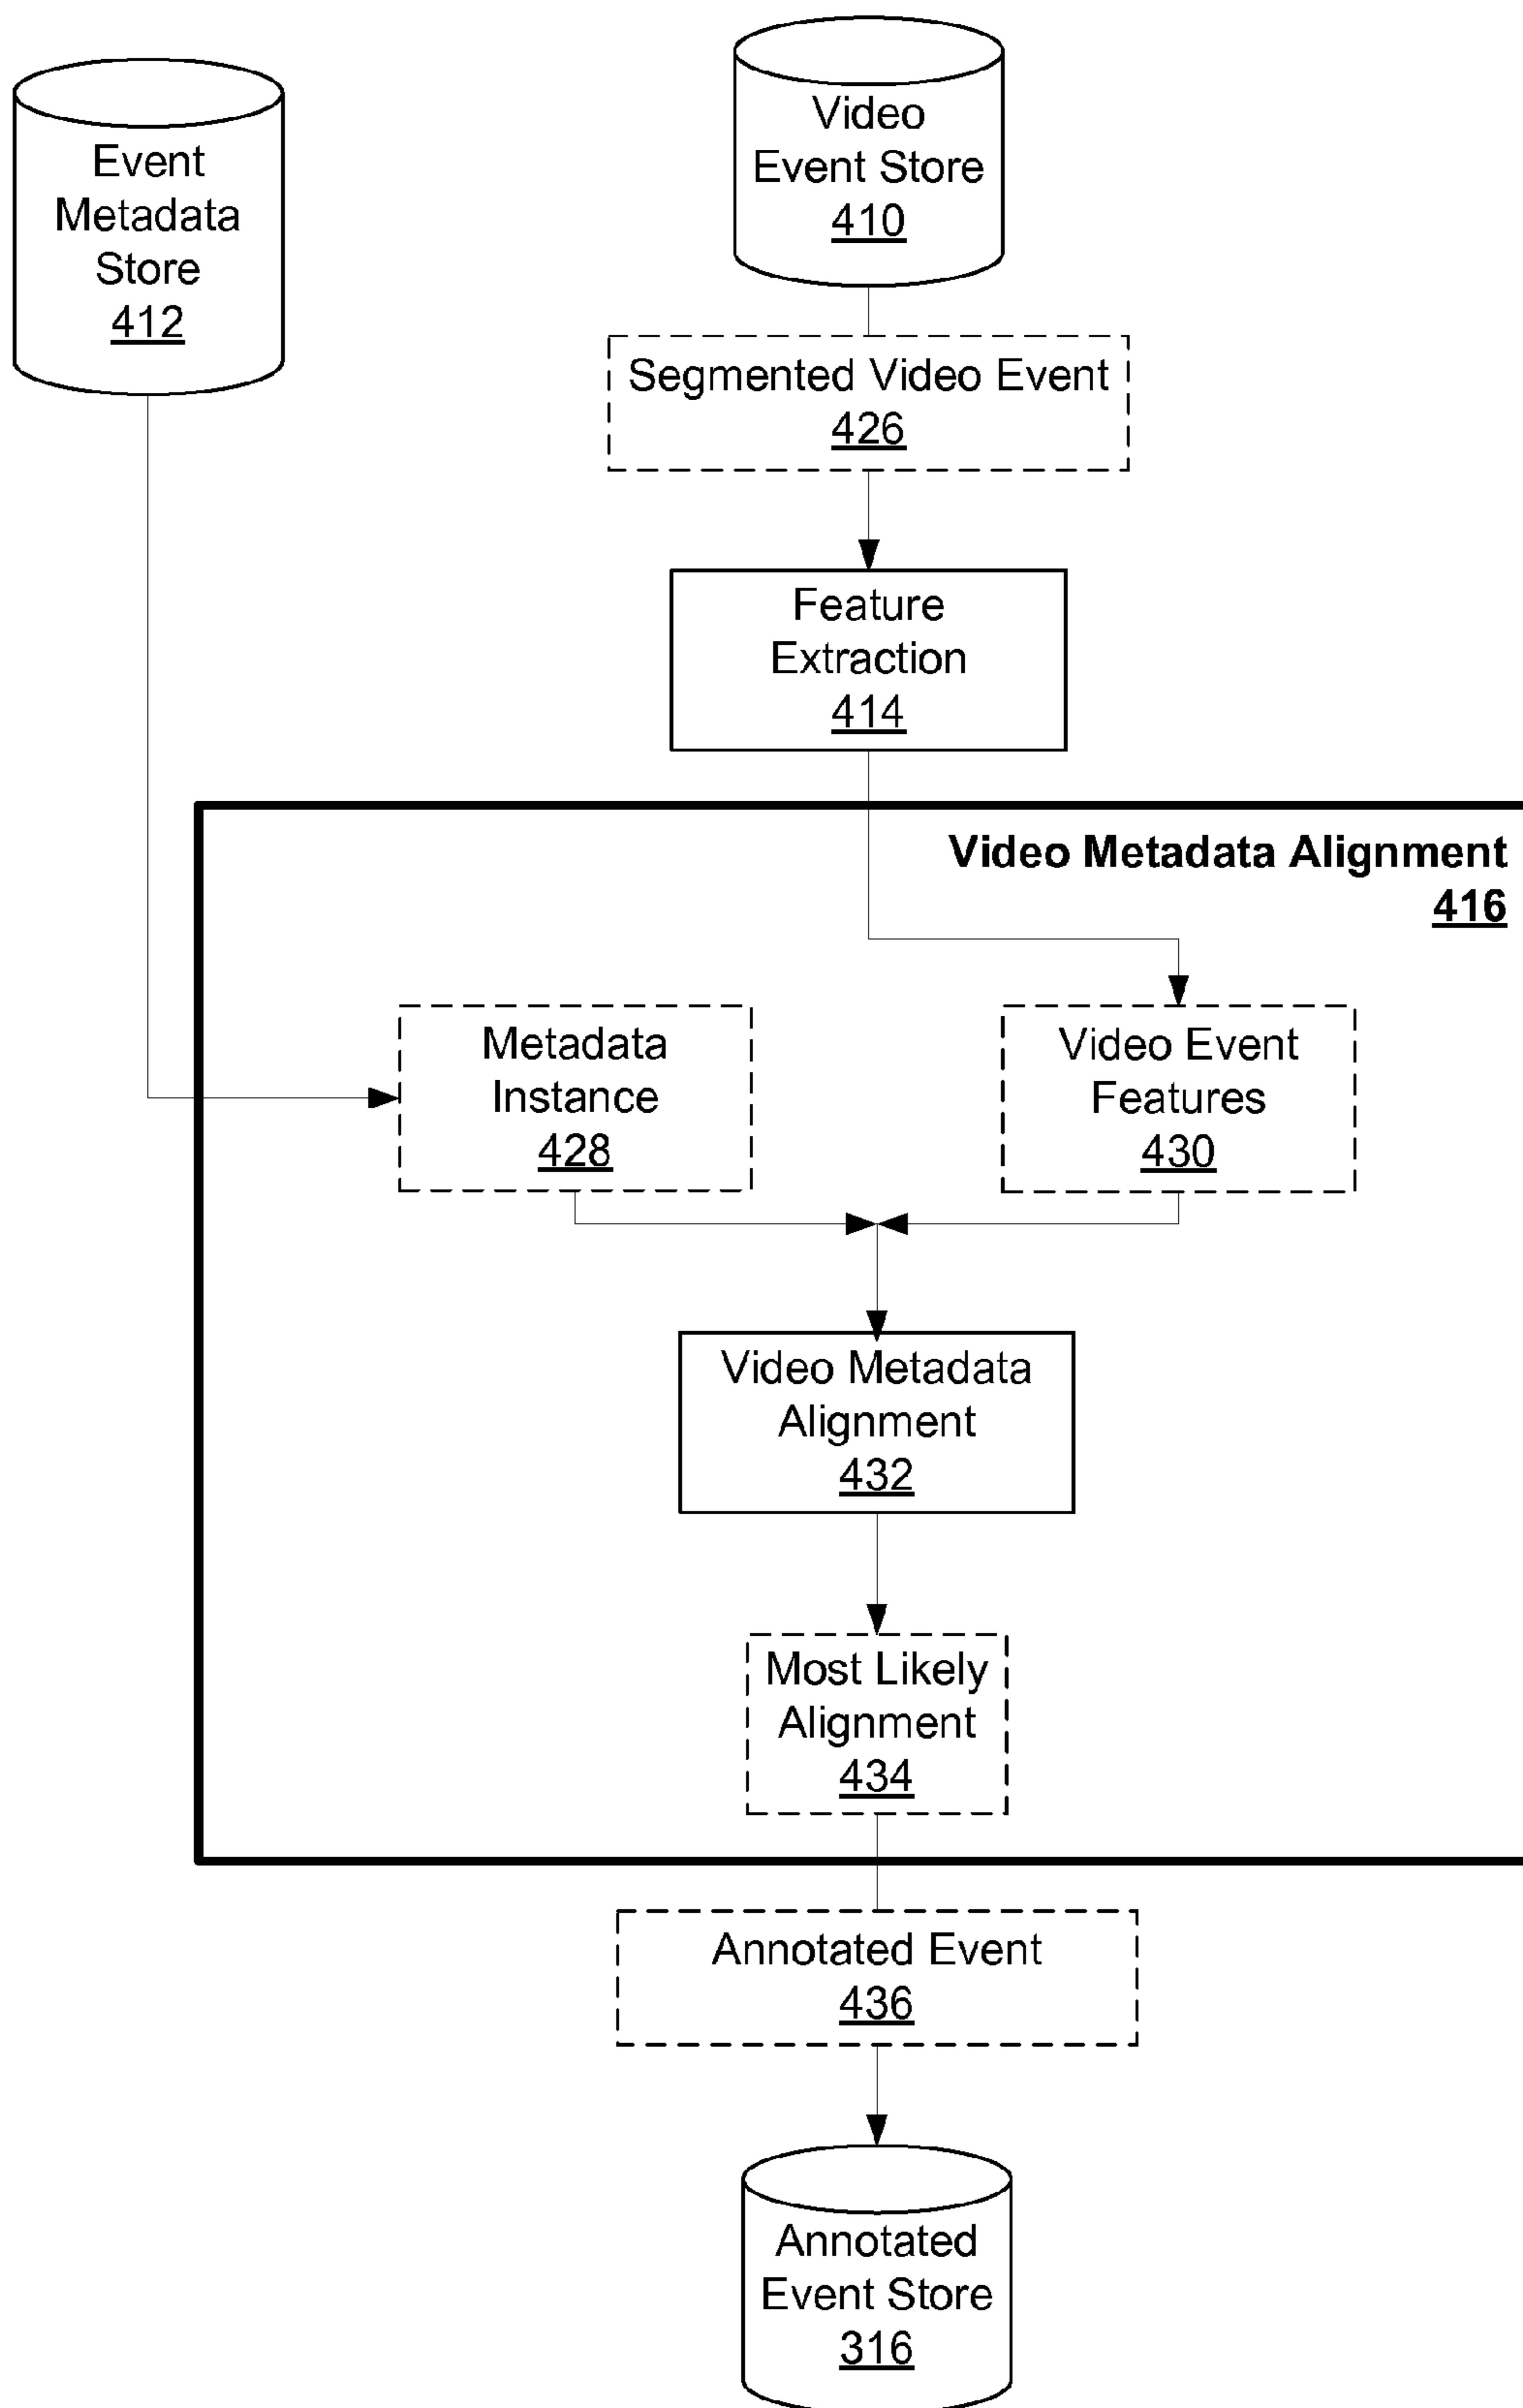 Video
Event Store
410
Event
Metadata
Store
412
Segmented Video Event
426
Feature
Extraction
414
Video Metadata Alignment
416
Metadata
Instance
428
Video Event
Features
430
Video Metadata
Alignment
432
Most Likely
Alignment
434
Annotated Event
436
Annotated
Event Store
316